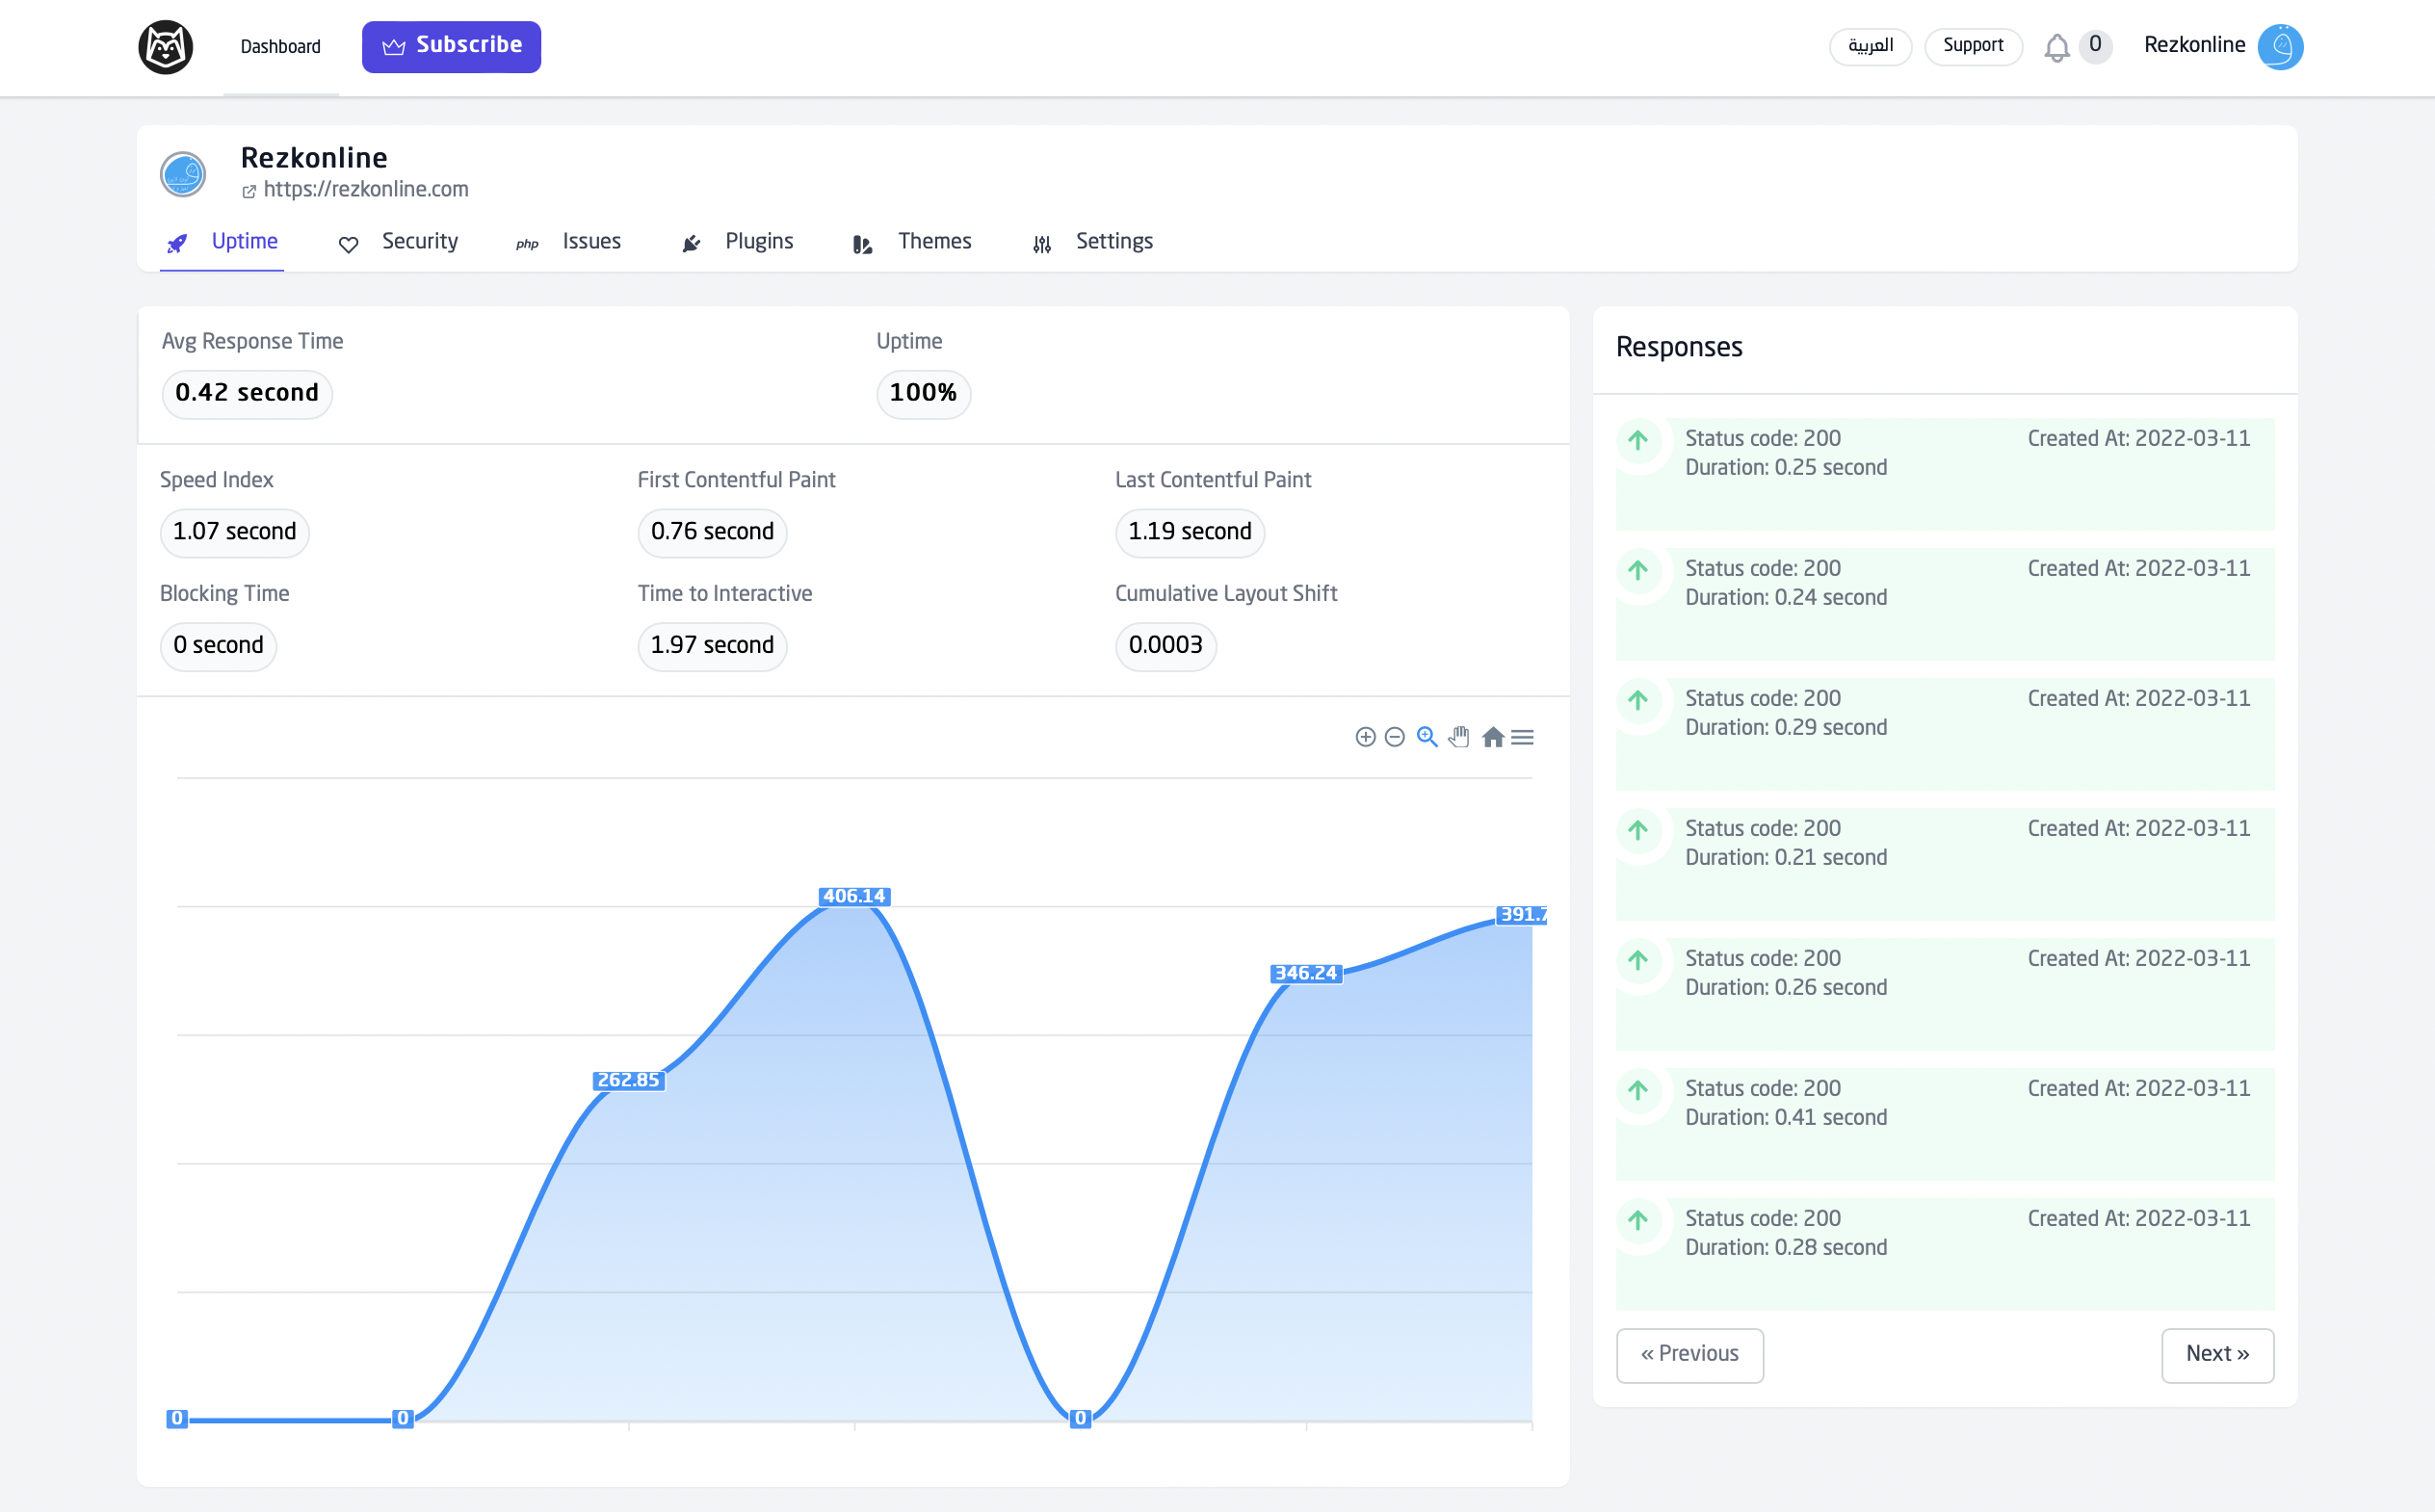 Dashboard
Subscribe
العربية
Support
0
Rezkonline
Rezkonline
https://rezkonline.com
Uptime
Security
php
Issues
Plugins
Themes
Settings
Avg Response Time
Uptime
0.42 second
100%
Speed Index
First Contentful Paint
Last Contentful Paint
1.07 second
0.76 second
1.19 second
Blocking Time
Time to Interactive
Cumulative Layout Shift
0 second
1.97 second
0.0003
406.14
391.7
346.24
262.85
0
0
0
Responses
Status code: 200
Created At: 2022-03-11
Duration: 0.25 second
Status code: 200
Created At: 2022-03-11
Duration: 0.24 second
Status code: 200
Created At: 2022-03-11
Duration: 0.29 second
Status code: 200
Created At: 2022-03-11
Duration: 0.21 second
Status code: 200
Created At: 2022-03-11
Duration: 0.26 second
Status code: 200
Created At: 2022-03-11
Duration: 0.41 second
Status code: 200
Created At: 2022-03-11
Duration: 0.28 second
« Previous
Next »